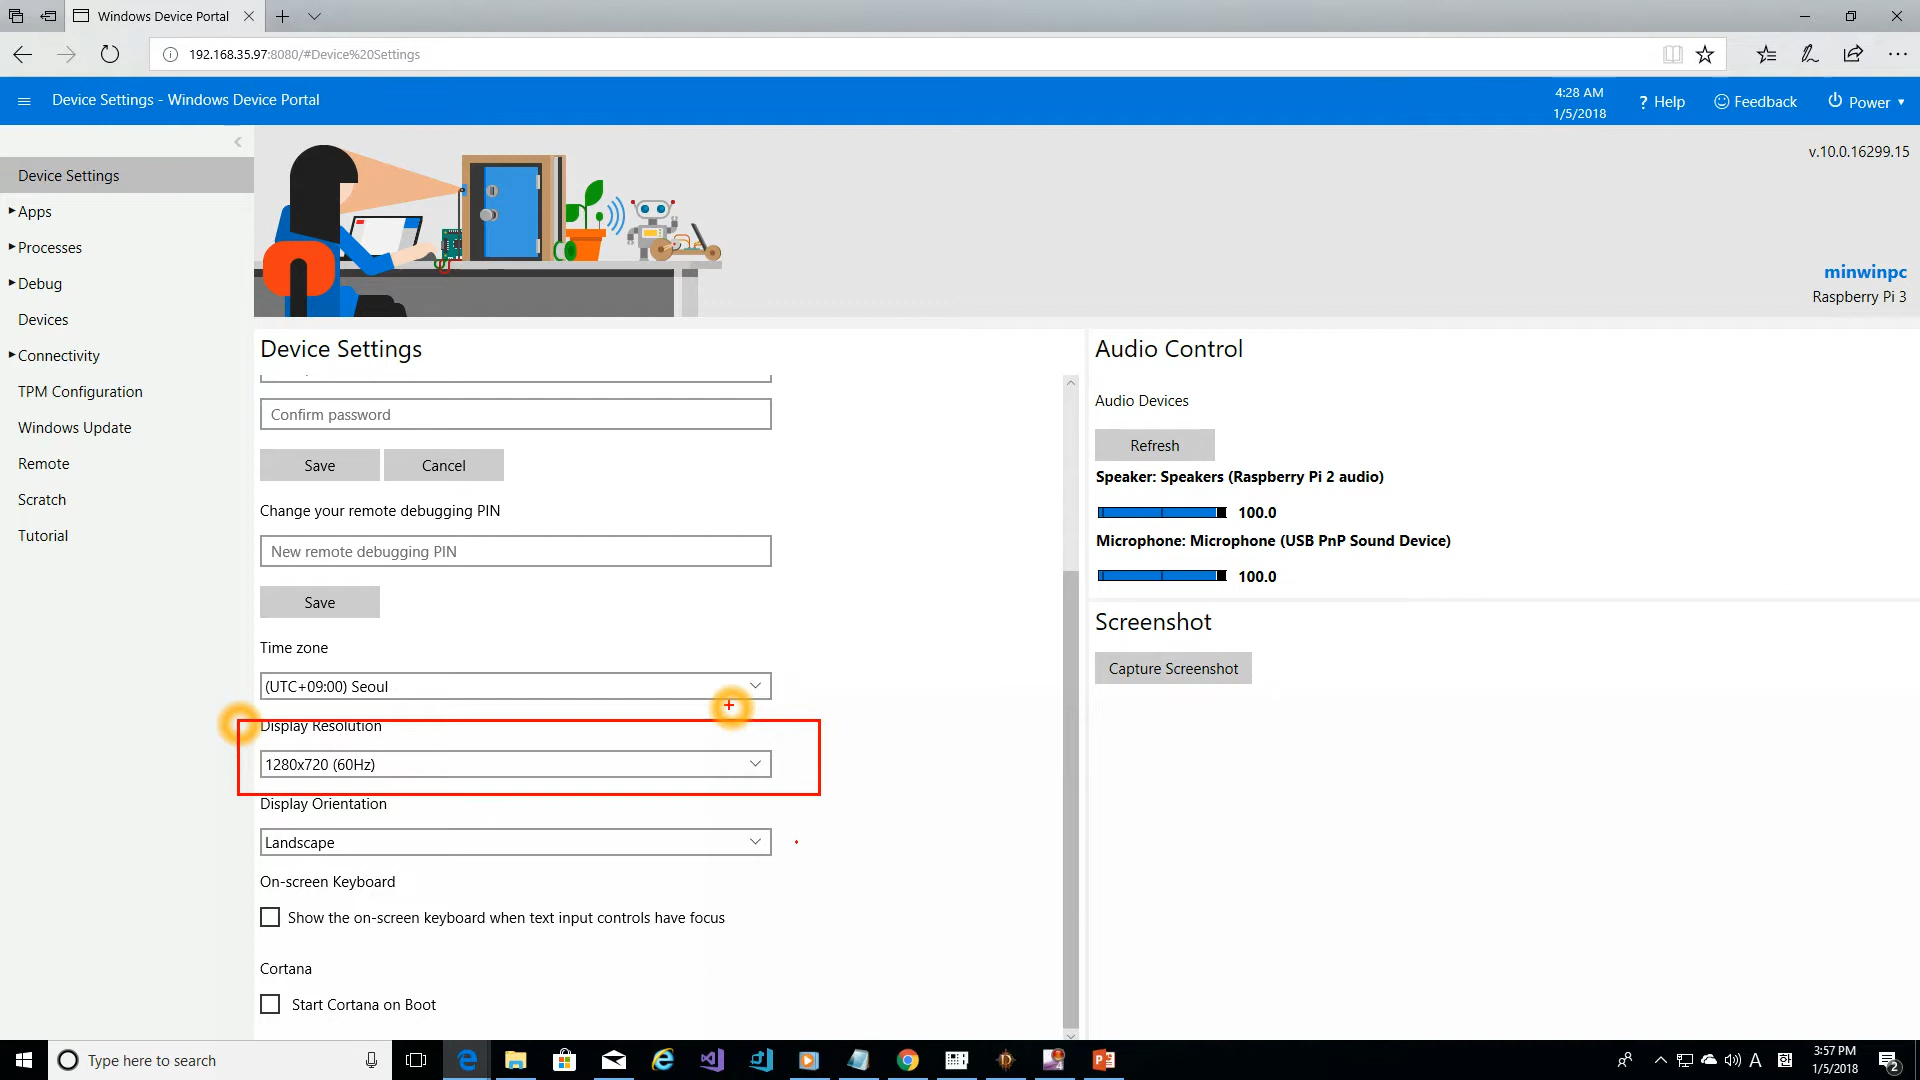 Windows Device Portal
192.168.35.97:8080/#Device%20Settings
Device Settings - Windows Device Portal
4:28 AM
1/5/2018
? Help
Feedback
Power
Device Settings
Apps
Processes
Debug
Devices
Connectivity
TPM Configuration
Windows Update
Remote
Scratch
Tutorial
v.10.0.16299.15
minwinpc
Raspberry Pi 3
Device Settings
Confirm password
Save
Cancel
Change your remote debugging PIN
New remote debugging PIN
Save
Time zone
(UTC+09:00) Seoul
Display Resolution
1280x720 (60Hz)
Display Orientation
Landscape
On-screen Keyboard
Show the on-screen keyboard when text input controls have focus
Cortana
Start Cortana on Boot
Audio Control
Audio Devices
Refresh
Speaker: Speakers (Raspberry Pi 2 audio)
100.0
Microphone: Microphone (USB PnP Sound Device)
100.0
Screenshot
Capture Screenshot
Type here to search
A
한
3:57 PM
1/5/2018
2